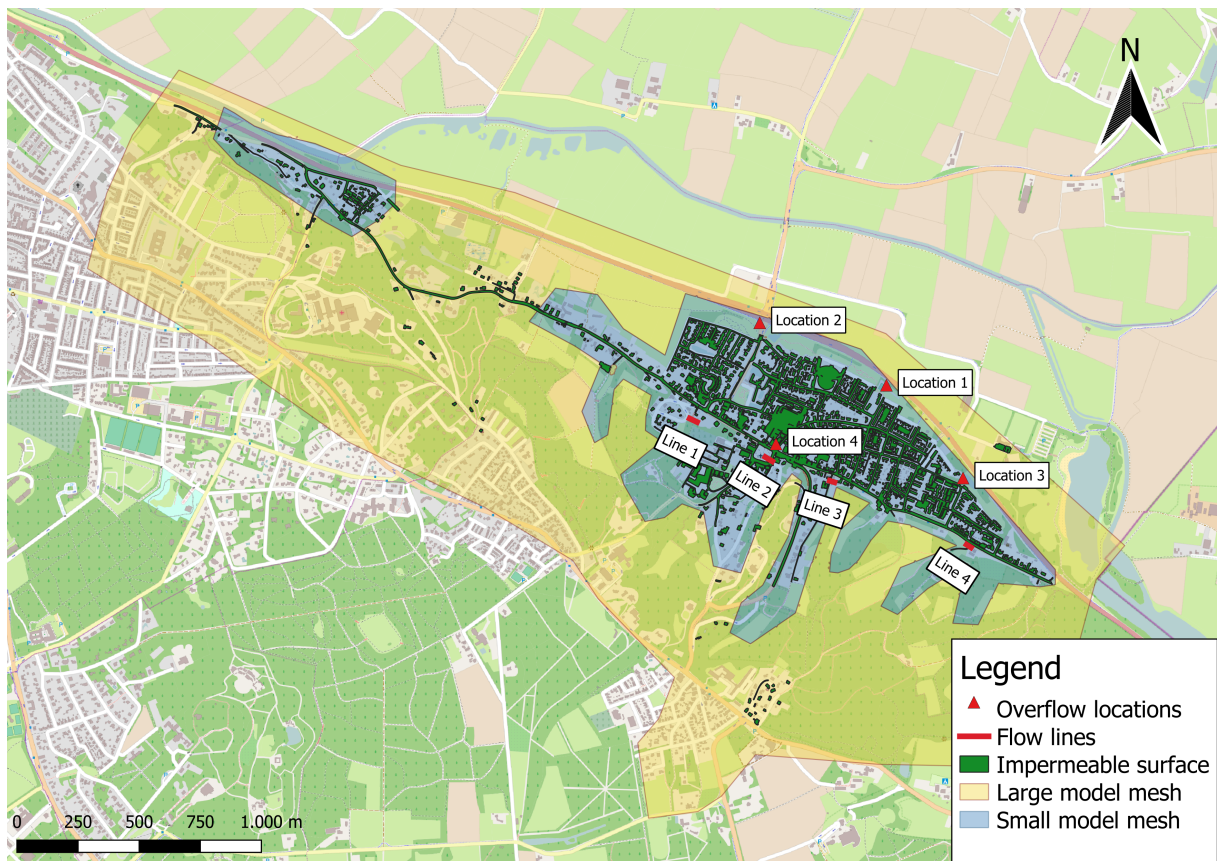 N
Location 2
Location 1
Line 1
Location 4
Line 2
Location 3
Line 3
Line 4
Legend
Overflow locations
Flow lines
Impermeable surface
Large model mesh
Small model mesh
0 250 500 750 1.000 m